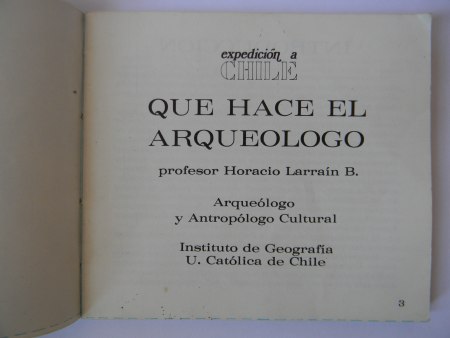 expedición a
CHILE
QUE HACE EL
ARQUEOLOGO
profesor Horacio Larraín B.
Arqueólogo
y Antropólogo Cultural
Instituto de Geografía
U. Católica de Chile
3